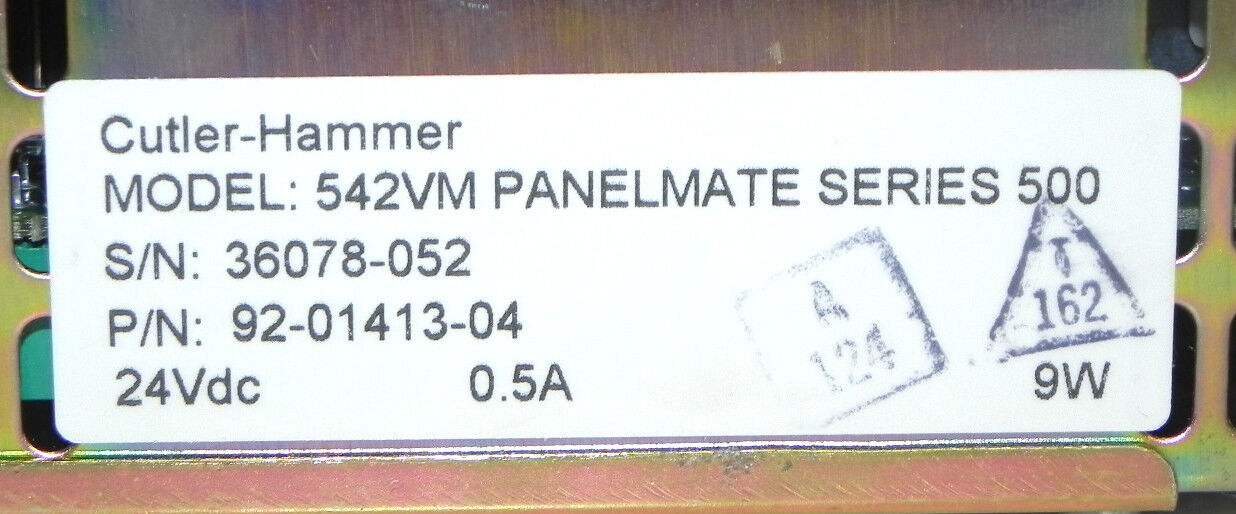 Cutler-Hammer
MODEL: 542VM PANELMATE SERIES 500
S/N: 36078-052
P/N: 92-01413-04
24Vdc 0.5A 9W
A
124
T
162